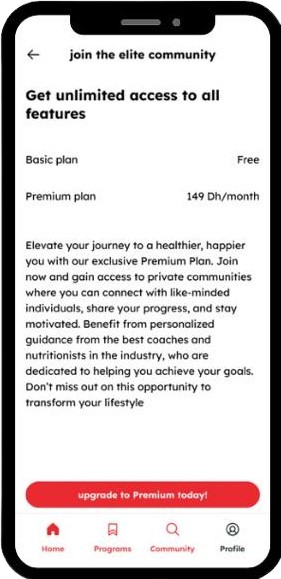 join the elite community
Get unlimited access to all
features
Basic plan Free
Premium plan 149 Dh/month
Elevate your journey to a healthier, happier
you with our exclusive Premium Plan. Join
now and gain access to private communities
where you can connect with like-minded
individuals, share your progress, and stay
motivated. Benefit from personalized
guidance from the best coaches and
nutritionists in the industry, who are
dedicated to helping you achieve your goals.
Don't miss out on this opportunity to
transform your lifestyle
upgrade to Premium today!
Home Programs Community Profile